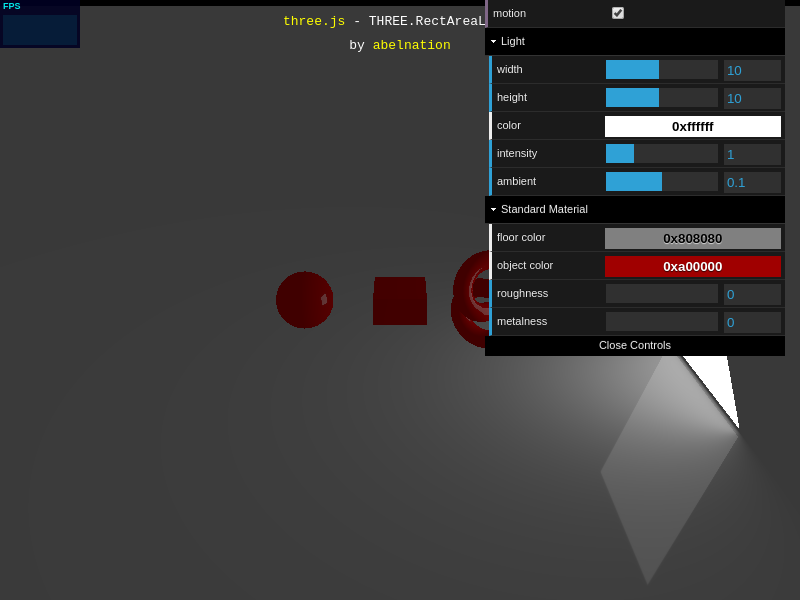 FPS
three.js - THREE.RectAreaL
by abelnation
motion
Light
width 10
height 10
color 0xffffff
intensity 1
ambient 0.1
Standard Material
floor color 0x808080
object color 0xa00000
roughness 0
metalness 0
Close Controls